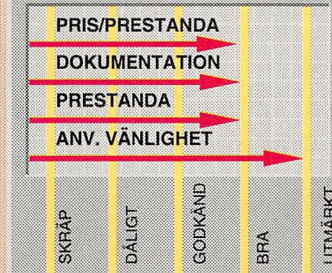 PRIS/PRESTANDA
DOKUMENTATION
PRESTANDA
ANV. VÄNLIGHET
SKRÄP
DÅLIGT
GODKÄND
BRA
UTMÄRKT